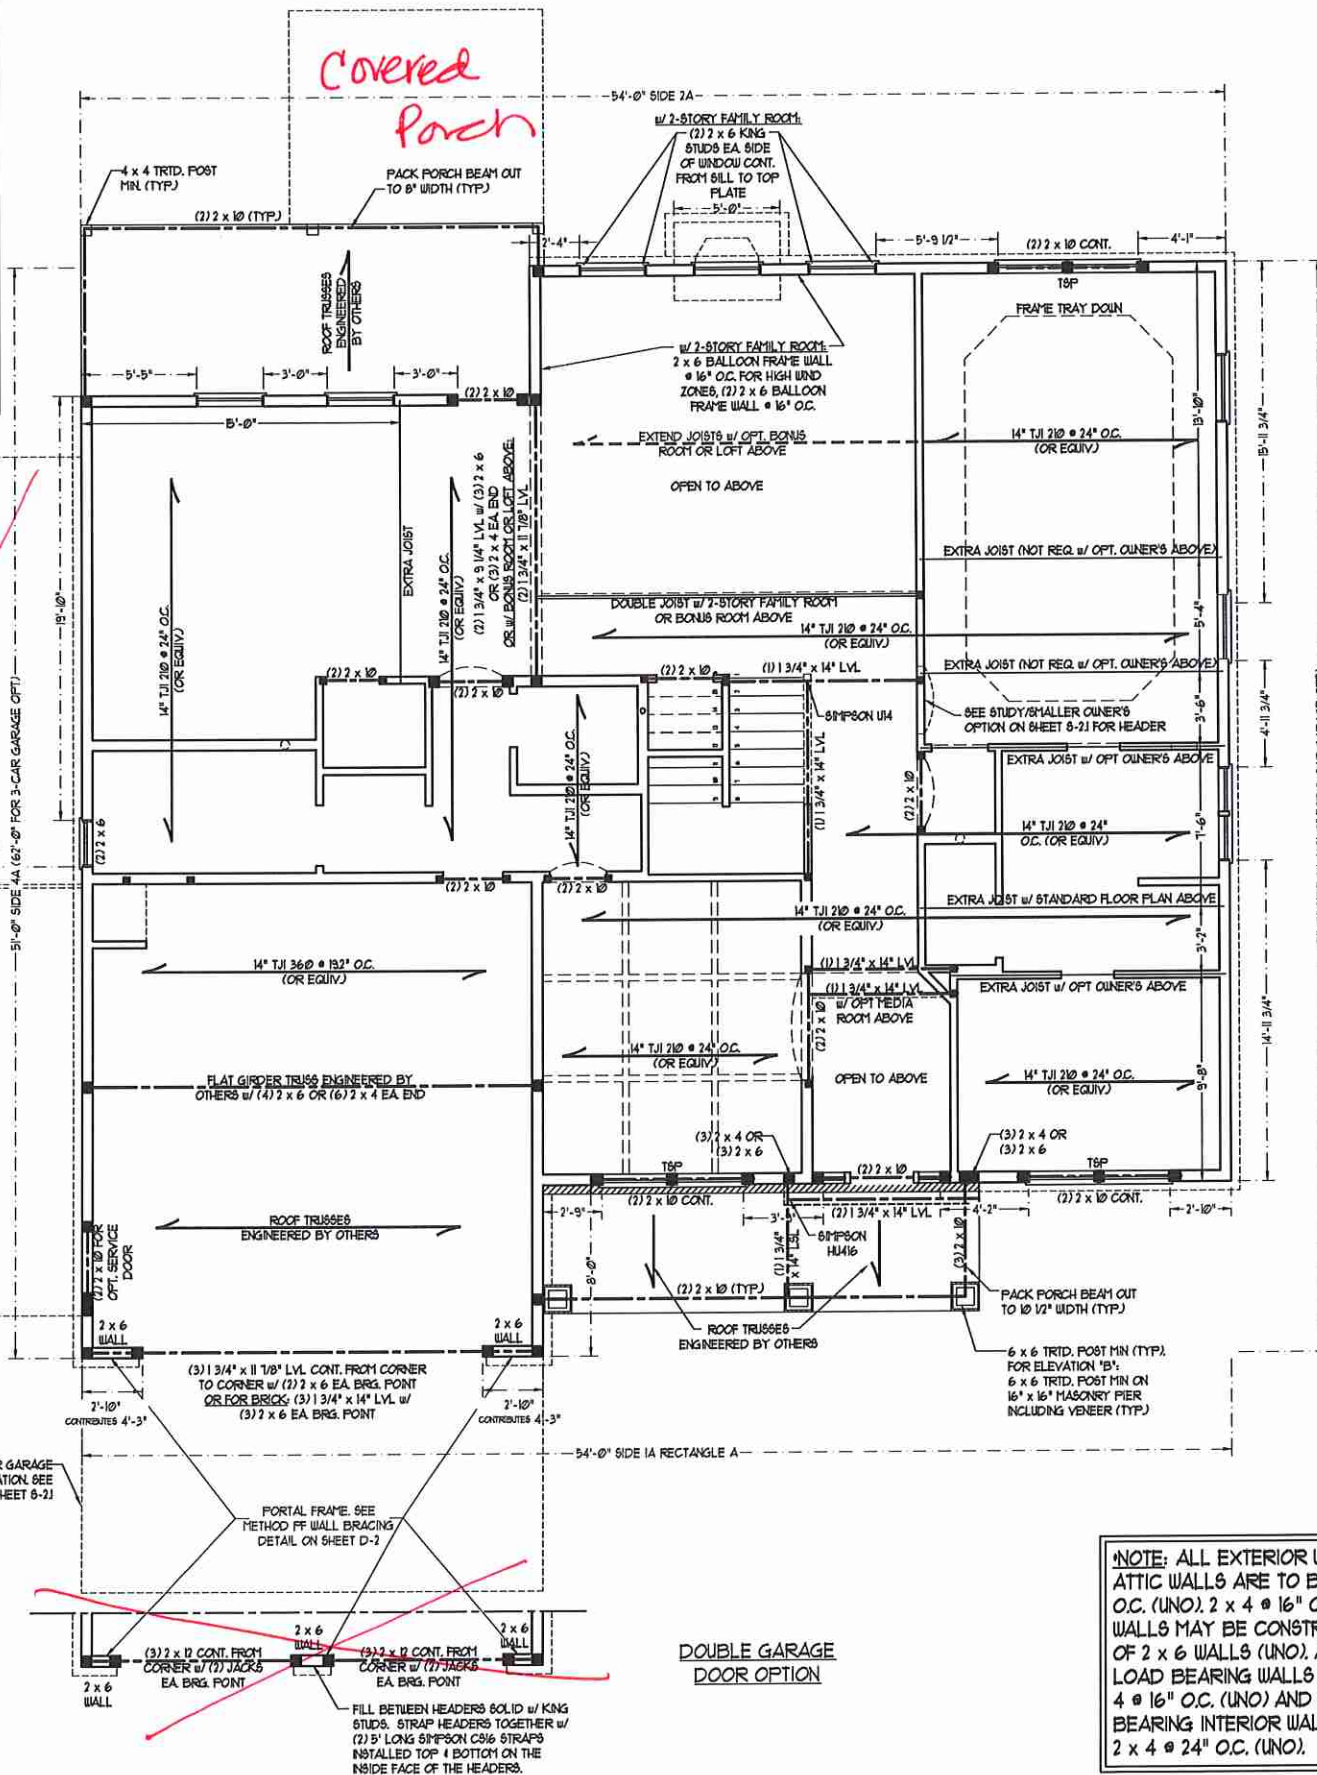 Covered
Porch
54'-0" SIDE 2A
w/ 2-STORY FAMILY ROOM:
(2) 2 x 6 KING
STUDS EA. SIDE
OF WINDOW CONT.
FROM SILL TO TOP
PLATE
5'-0"
4 x 4 TRTD. POST
MIN. (TYP.)
PACK PORCH BEAM OUT
TO 8" WIDTH (TYP.)
(2) 2 x 10 (TYP.)
2'-4"
5'-9 1/2"
(2) 2 x 10 CONT.
4'-1"
TSP
FRAME TRAY DOWN
ROOF TRUSSES
ENGINEERED
BY OTHERS
w/ 2-STORY FAMILY ROOM:
2 x 6 BALLOON FRAME WALL
@ 16" O.C. FOR HIGH WIND
ZONES, (2) 2 x 6 BALLOON
FRAME WALL @ 16" O.C.
5'-5"
3'-0"
3'-0"
(2) 2 x 10
15'-0"
13'-10"
15'-11 3/4"
EXTEND JOISTS w/ OPT. BONUS
ROOM OR LOFT ABOVE
14" TJI 210 @ 24" O.C.
(OR EQUIV.)
OPEN TO ABOVE
EXTRA JOIST
14" TJI 210 @ 24" O.C.
(OR EQUIV.)
(2) 1 3/4" x 9 1/4" LVL w/ (3) 2 x 6
OR (3) 2 x 4 EA. END
OR w/ BONUS ROOM OR LOFT ABOVE:
(2) 1 3/4" x 11 7/8" LVL
EXTRA JOIST (NOT REQ. w/ OPT. OWNER'S ABOVE)
5'-4"
19'-10"
14" TJI 210 @ 24" O.C.
(OR EQUIV.)
DOUBLE JOIST w/ 2-STORY FAMILY ROOM
OR BONUS ROOM ABOVE
14" TJI 210 @ 24" O.C.
(OR EQUIV.)
EXTRA JOIST (NOT REQ. w/ OPT. OWNER'S ABOVE)
51'-0" SIDE 4A (62'-0" FOR 3-CAR GARAGE OPT.)
(2) 2 x 10
(2) 2 x 10
(2) 2 x 10
(1) 1 3/4" x 14" LVL
SIMPSON U14
3'-6"
4'-11 3/4"
SEE STUDY/SMALLER OWNER'S
OPTION ON SHEET S-2.1 FOR HEADER
14" TJI 210 @ 24" O.C.
(OR EQUIV.)
(1) 1 3/4" x 14" LVL
EXTRA JOIST w/ OPT OWNER'S ABOVE
(2) 2 x 10
14" TJI 210 @ 24"
O.C. (OR EQUIV.)
7'-6"
(2) 2 x 6
(2) 2 x 10
(2) 2 x 10
EXTRA JOIST w/ STANDARD FLOOR PLAN ABOVE
14" TJI 210 @ 24" O.C.
(OR EQUIV.)
3'-2"
14" TJI 360 @ 19.2" O.C.
(OR EQUIV.)
(1) 1 3/4" x 14" LVL
(1) 1 3/4" x 14" LVL
w/ OPT MEDIA
ROOM ABOVE
EXTRA JOIST w/ OPT OWNER'S ABOVE
(2) 2 x 10
14" TJI 210 @ 24" O.C.
(OR EQUIV.)
14'-11 3/4"
OPEN TO ABOVE
14" TJI 210 @ 24" O.C.
(OR EQUIV.)
9'-8"
FLAT GIRDER TRUSS ENGINEERED BY
OTHERS w/ (4) 2 x 6 OR (6) 2 x 4 EA. END
(3) 2 x 4 OR
(3) 2 x 6
(3) 2 x 4 OR
(3) 2 x 6
TSP
(2) 2 x 10
TSP
(2) 2 x 10 CONT.
(2) 2 x 10 CONT.
2'-9"
(2) 1 3/4" x 14" LVL
4'-2"
2'-10"
ROOF TRUSSES
ENGINEERED BY OTHERS
(2) 2 x 10 FOR
OPT. SERVICE
DOOR
8'-0"
(1) 1 3/4"
x 14" LSL
SIMPSON
HU416
(3) 2 x 10
(2) 2 x 10 (TYP.)
PACK PORCH BEAM OUT
TO 10 1/2" WIDTH (TYP.)
ROOF TRUSSES
ENGINEERED BY OTHERS
2 x 6
WALL
2 x 6
WALL
6 x 6 TRTD. POST MIN (TYP.)
FOR ELEVATION "B":
6 x 6 TRTD. POST MIN ON
16" x 16" MASONRY PIER
INCLUDING VENEER (TYP.)
(3) 1 3/4" x 11 7/8" LVL CONT. FROM CORNER
TO CORNER w/ (2) 2 x 6 EA. BRG. POINT
OR FOR BRICK: (3) 1 3/4" x 14" LVL w/
(3) 2 x 6 EA. BRG. POINT
2'-10"
CONTRIBUTES 4'-3"
2'-10"
CONTRIBUTES 4'-3"
54'-0" SIDE 1A RECTANGLE A
GARAGE
SEE
SHEET S-2.1
PORTAL FRAME. SEE
METHOD PF WALL BRACING
DETAIL ON SHEET D-2
2 x 6
WALL
2 x 6
WALL
(3) 2 x 12 CONT. FROM
CORNER w/ (2) JACKS
EA. BRG. POINT
(3) 2 x 12 CONT. FROM
CORNER w/ (2) JACKS
EA. BRG. POINT
2 x 6
WALL
FILL BETWEEN HEADERS SOLID w/ KING
STUDS. STRAP HEADERS TOGETHER w/
(2) 5' LONG SIMPSON CS16 STRAPS
INSTALLED TOP & BOTTOM ON THE
INSIDE FACE OF THE HEADERS.
DOUBLE GARAGE
DOOR OPTION
*NOTE: ALL EXTERIOR
ATTIC WALLS ARE TO
O.C. (UNO). 2 x 4 @ 16"
WALLS MAY BE
OF 2 x 6 WALLS (UNO).
LOAD BEARING WALLS
4 @ 16" O.C. (UNO) AND
BEARING INTERIOR
2 x 4 @ 24" O.C. (UNO).